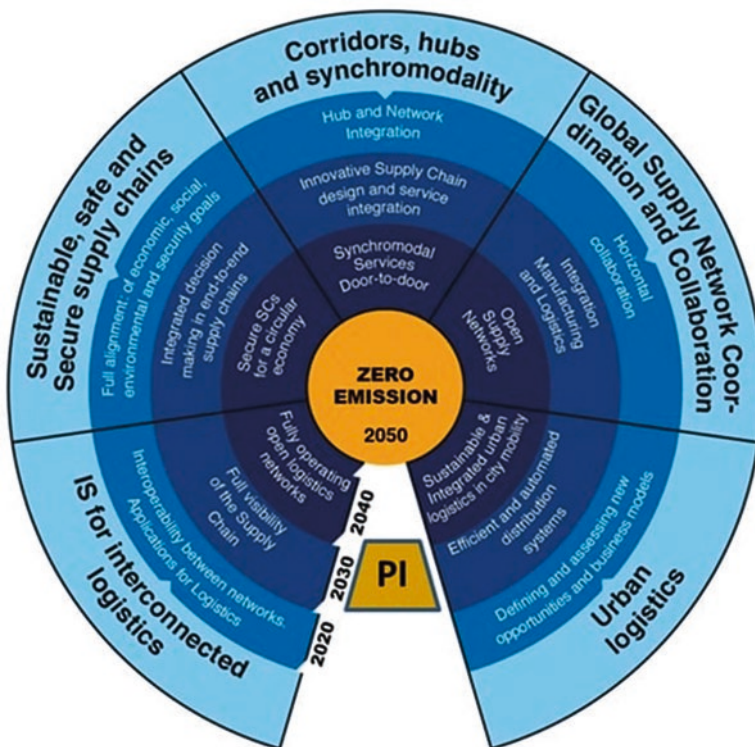 Corridors, hubs
and synchromodality
Hub and Network
Integration
Innovative Supply Chain
design and service
integration
Synchromodal
Services
Door-to-door
Global Supply Network Coor-
dination and Collaboration
Horizontal
collaboration
Integration
Manufacturing
and Logistics
Open
Supply
Networks
Urban
logistics
Defining and assessing new
opportunities and business models
Efficient and automated
distribution
systems
Sustainable &
Integrated urban
logistics in city mobility
IS for interconnected
logistics
Interoperability between networks.
Applications for Logistics
Full visibility
of the Supply
Chain
Fully operating
open logistics
networks
Sustainable, safe and
Secure supply chains
Full alignment: of economic, social,
environmental and security goals
Integrated decision
making in end-to-end
supply chains
Secure SCs
for a circular
economy
ZERO
EMISSION
2050
2040
2030
2020
PI